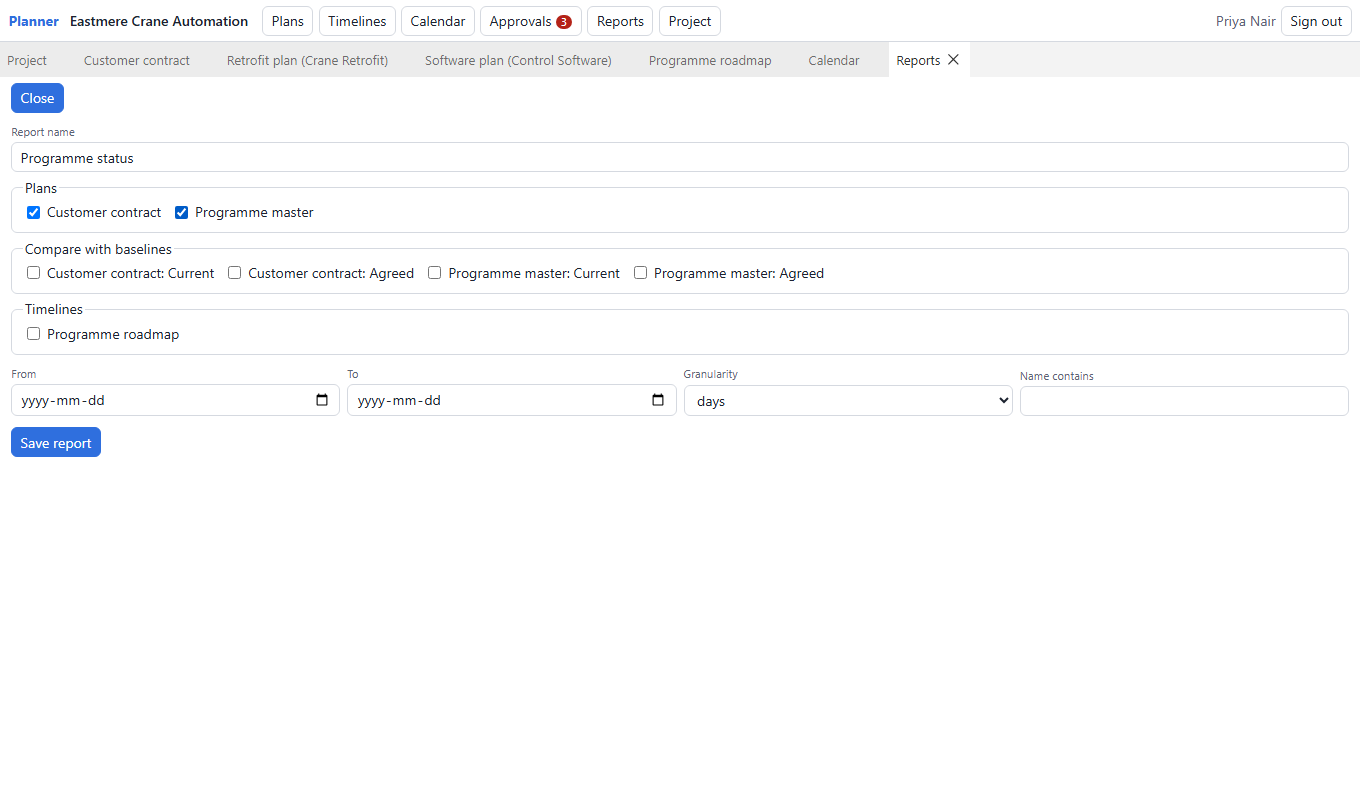 Planner Eastmere Crane Automation Plans Timelines Calendar Approvals 3 Reports Project Priya Nair Sign out
Project Customer contract Retrofit plan (Crane Retrofit) Software plan (Control Software) Programme roadmap Calendar Reports
Close
Report name
Programme status
Plans
Customer contract Programme master
Compare with baselines
Customer contract: Current Customer contract: Agreed Programme master: Current Programme master: Agreed
Timelines
Programme roadmap
From To Granularity Name contains
yyyy-mm-dd yyyy-mm-dd days
Save report